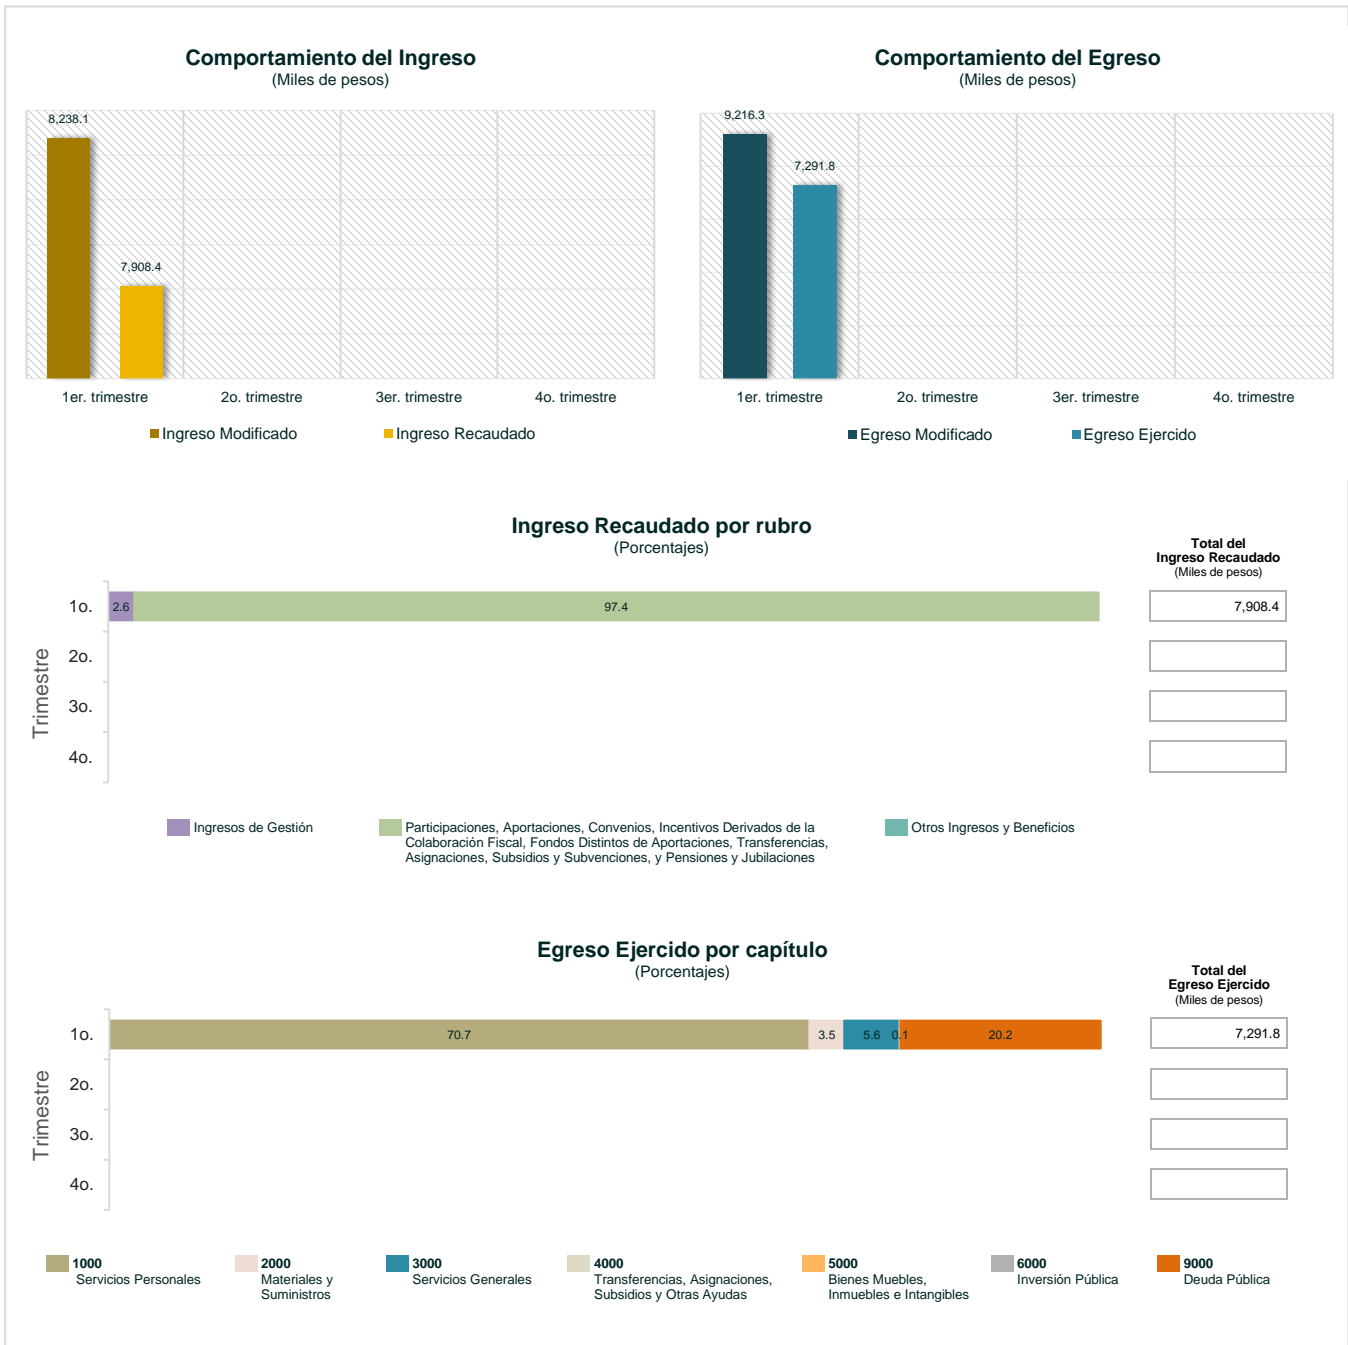 Comportamiento del Ingreso
(Miles de pesos)
8,238.1
7,908.4
1er. trimestre
2o. trimestre
3er. trimestre
4o. trimestre
Ingreso Modificado
Ingreso Recaudado
Comportamiento del Egreso
(Miles de pesos)
9,216.3
7,291.8
1er. trimestre
2o. trimestre
3er. trimestre
4o. trimestre
Egreso Modificado
Egreso Ejercido
Ingreso Recaudado por rubro
(Porcentajes)
Total del
Ingreso Recaudado
(Miles de pesos)
Trimestre
1o.
2.6
97.4
7,908.4
2o.
3o.
4o.
Ingresos de Gestión
Participaciones, Aportaciones, Convenios, Incentivos Derivados de la
Colaboración Fiscal, Fondos Distintos de Aportaciones, Transferencias,
Asignaciones, Subsidios y Subvenciones, y Pensiones y Jubilaciones
Otros Ingresos y Beneficios
Egreso Ejercido por capítulo
(Porcentajes)
Total del
Egreso Ejercido
(Miles de pesos)
Trimestre
1o.
70.7
3.5
5.6
0.1
20.2
7,291.8
2o.
3o.
4o.
1000
Servicios Personales
2000
Materiales y
Suministros
3000
Servicios Generales
4000
Transferencias, Asignaciones,
Subsidios y Otras Ayudas
5000
Bienes Muebles,
Inmuebles e Intangibles
6000
Inversión Pública
9000
Deuda Pública